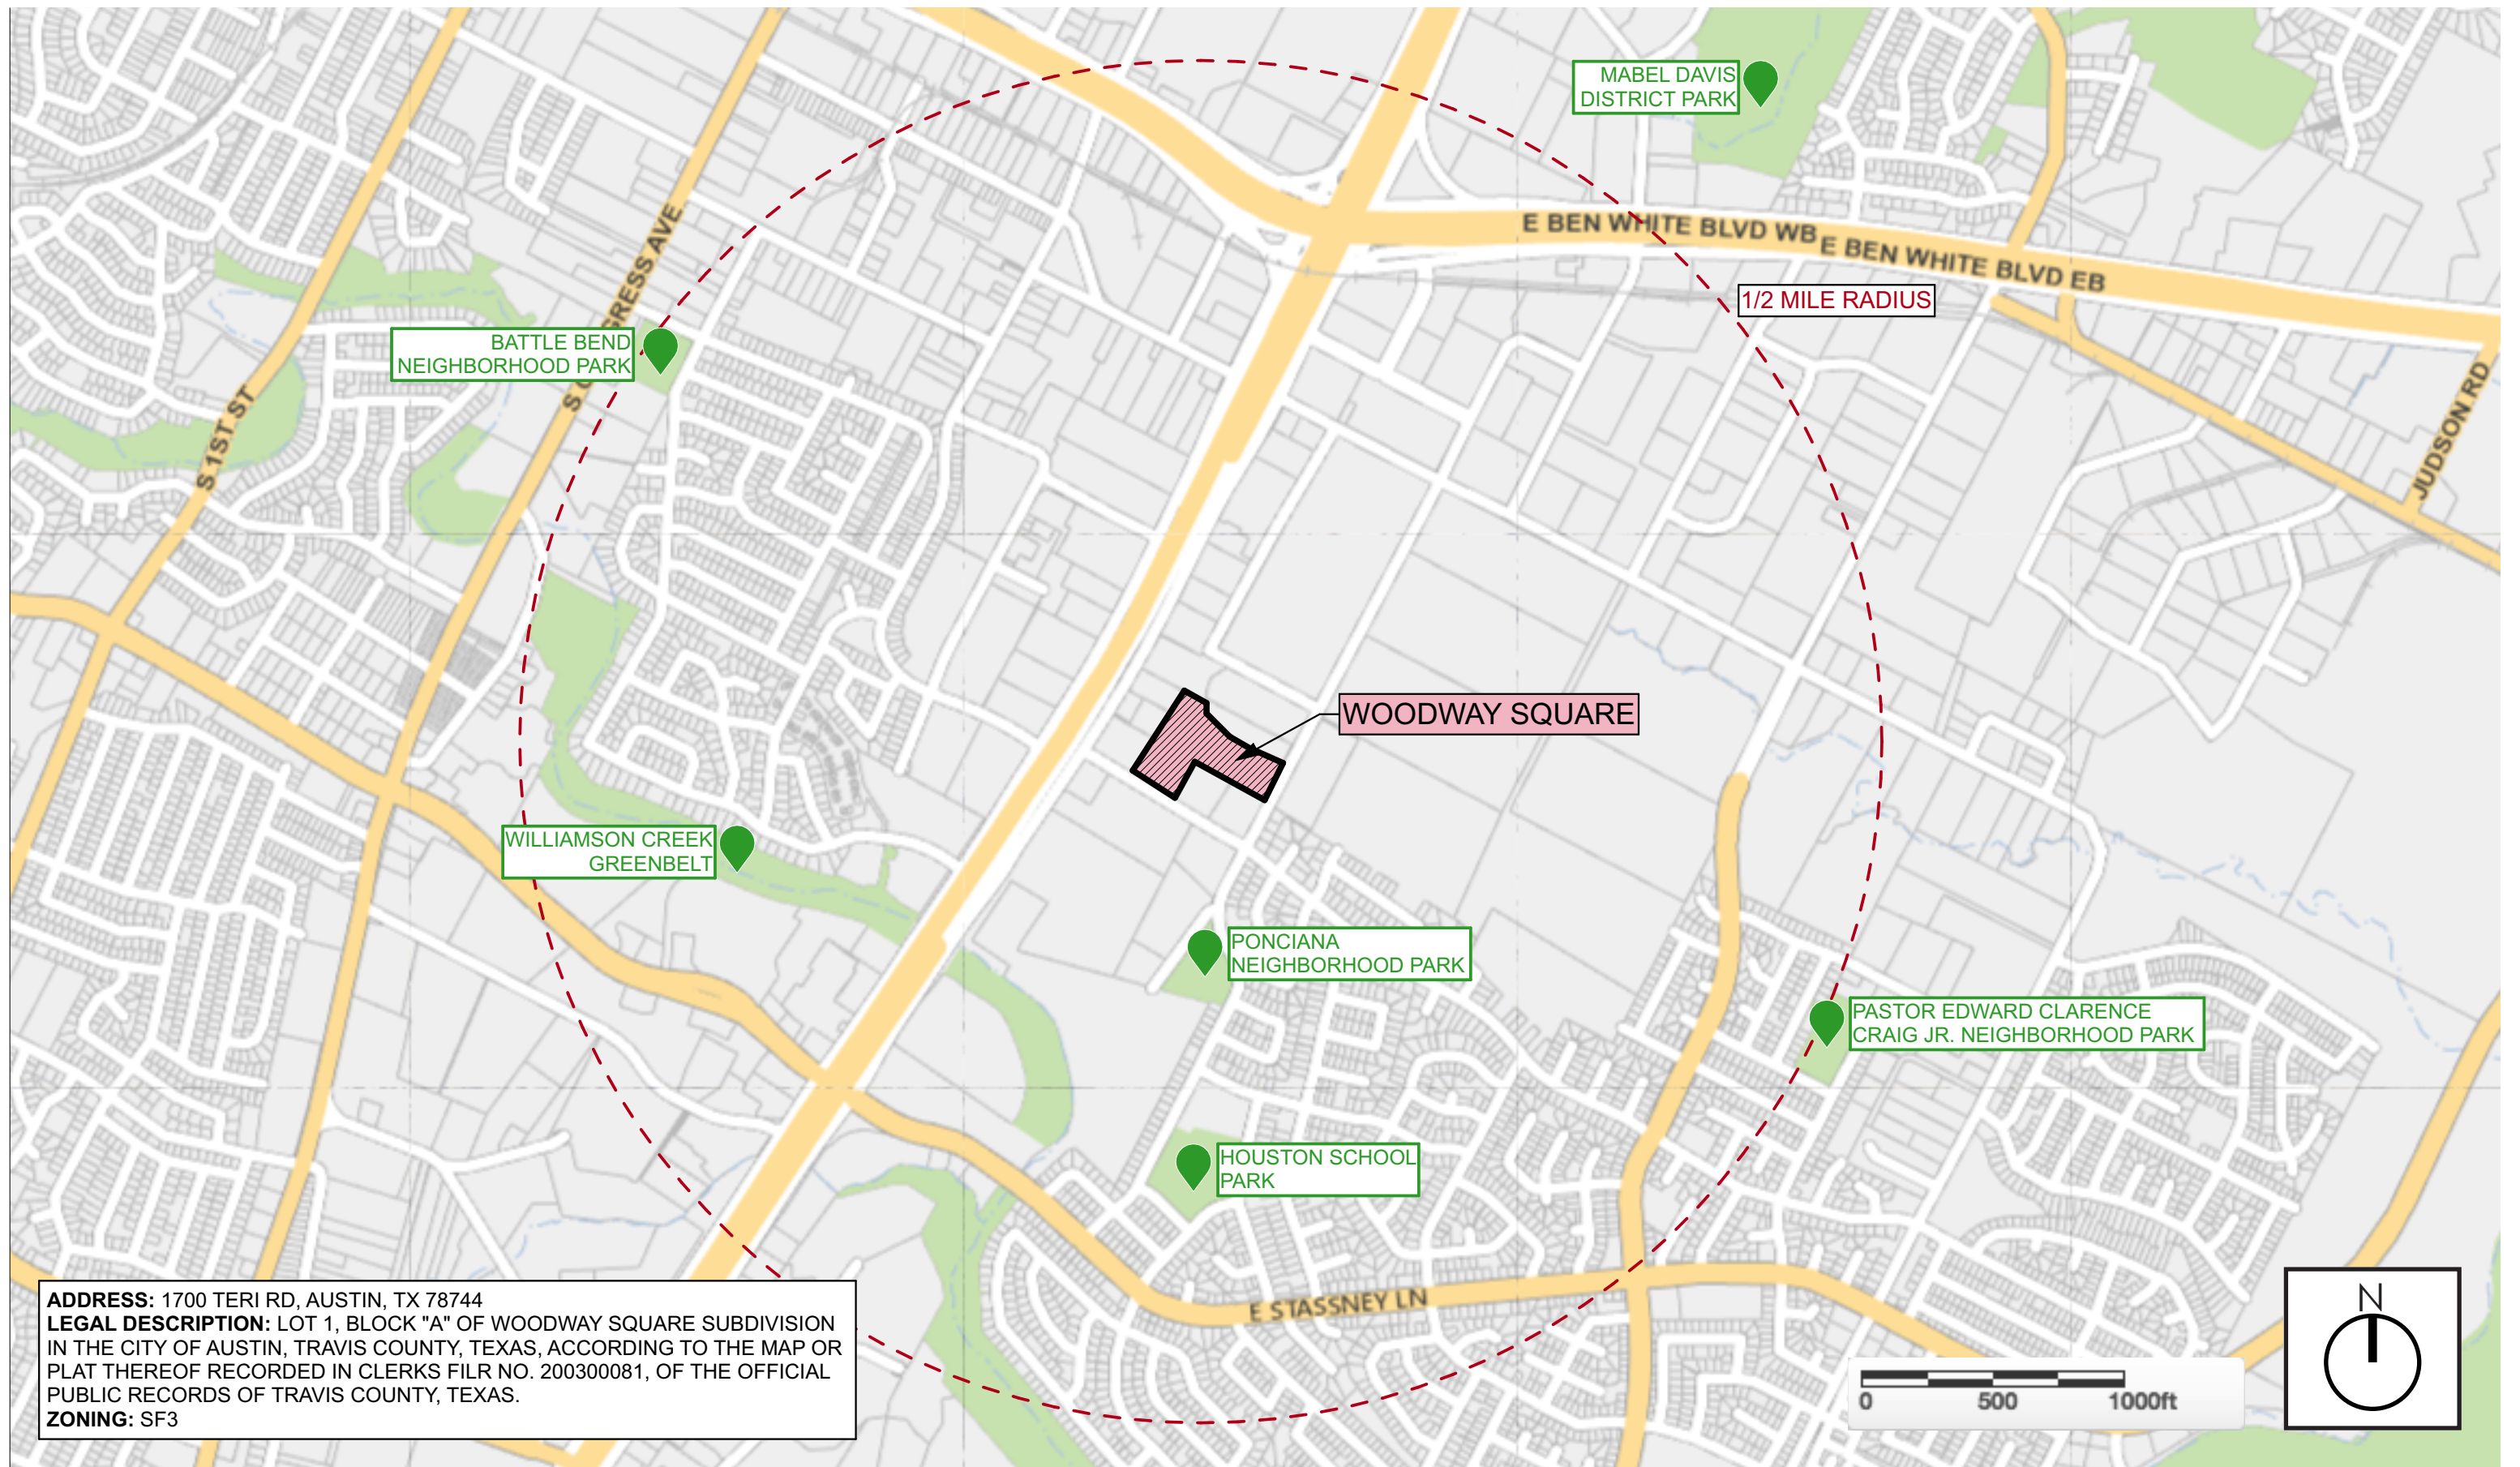 MABEL DAVIS
DISTRICT PARK
E BEN WHITE BLVD WB
E BEN WHITE BLVD EB
1/2 MILE RADIUS
BATTLE BEND
NEIGHBORHOOD PARK
S 1ST ST
JUDSON RD
WOODWAY SQUARE
WILLIAMSON CREEK
GREENBELT
PONCIANA
NEIGHBORHOOD PARK
PASTOR EDWARD CLARENCE
CRAIG JR. NEIGHBORHOOD PARK
HOUSTON SCHOOL
PARK
E STASSNEY LN
ADDRESS: 1700 TERI RD, AUSTIN, TX 78744
LEGAL DESCRIPTION: LOT 1, BLOCK "A" OF WOODWAY SQUARE SUBDIVISION
IN THE CITY OF AUSTIN, TRAVIS COUNTY, TEXAS, ACCORDING TO THE MAP OR
PLAT THEREOF RECORDED IN CLERKS FILR NO. 200300081, OF THE OFFICIAL
PUBLIC RECORDS OF TRAVIS COUNTY, TEXAS.
ZONING: SF3
0 500 1000ft
N